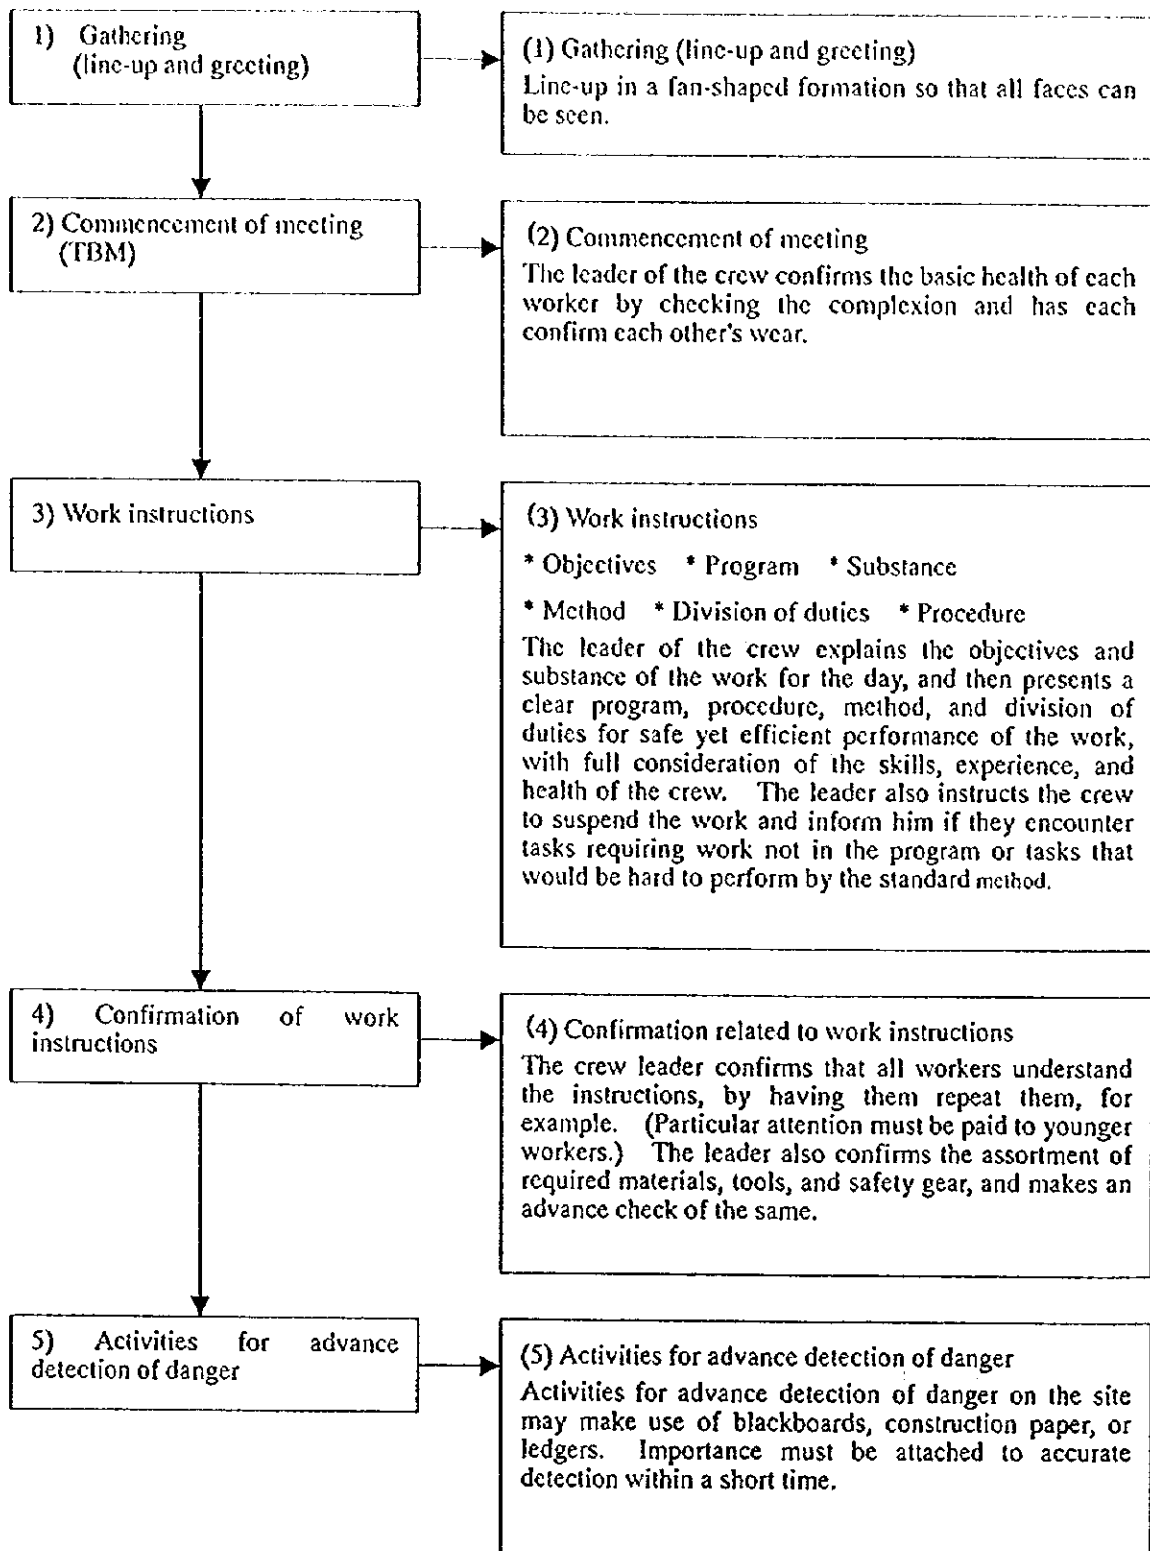 1) Gathering
(line-up and greeting)
(1) Gathering (line-up and greeting)
Line-up in a fan-shaped formation so that all faces can
be seen.
2) Commencement of meeting
(TBM)
(2) Commencement of meeting
The leader of the crew confirms the basic health of each
worker by checking the complexion and has each
confirm each other's wear.
3) Work instructions
(3) Work instructions
* Objectives * Program * Substance
* Method * Division of duties * Procedure
The leader of the crew explains the objectives and
substance of the work for the day, and then presents a
clear program, procedure, method, and division of
duties for safe yet efficient performance of the work,
with full consideration of the skills, experience, and
health of the crew. The leader also instructs the crew
to suspend the work and inform him if they encounter
tasks requiring work not in the program or tasks that
would be hard to perform by the standard method.
4) Confirmation of work
instructions
(4) Confirmation related to work instructions
The crew leader confirms that all workers understand
the instructions, by having them repeat them, for
example. (Particular attention must be paid to younger
workers.) The leader also confirms the assortment of
required materials, tools, and safety gear, and makes an
advance check of the same.
5) Activities for advance
detection of danger
(5) Activities for advance detection of danger
Activities for advance detection of danger on the site
may make use of blackboards, construction paper, or
ledgers. Importance must be attached to accurate
detection within a short time.